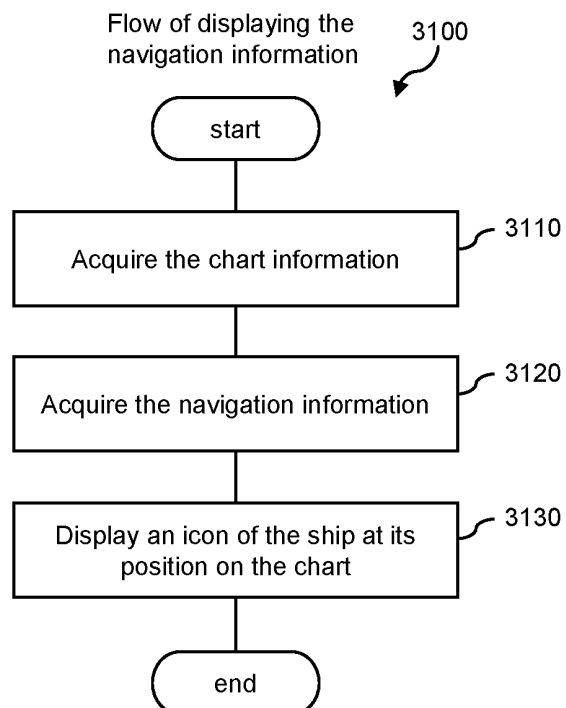 Flow of displaying the
navigation information
3100
start
3110
Acquire the chart information
3120
Acquire the navigation information
3130
Display an icon of the ship at its
position on the chart
end